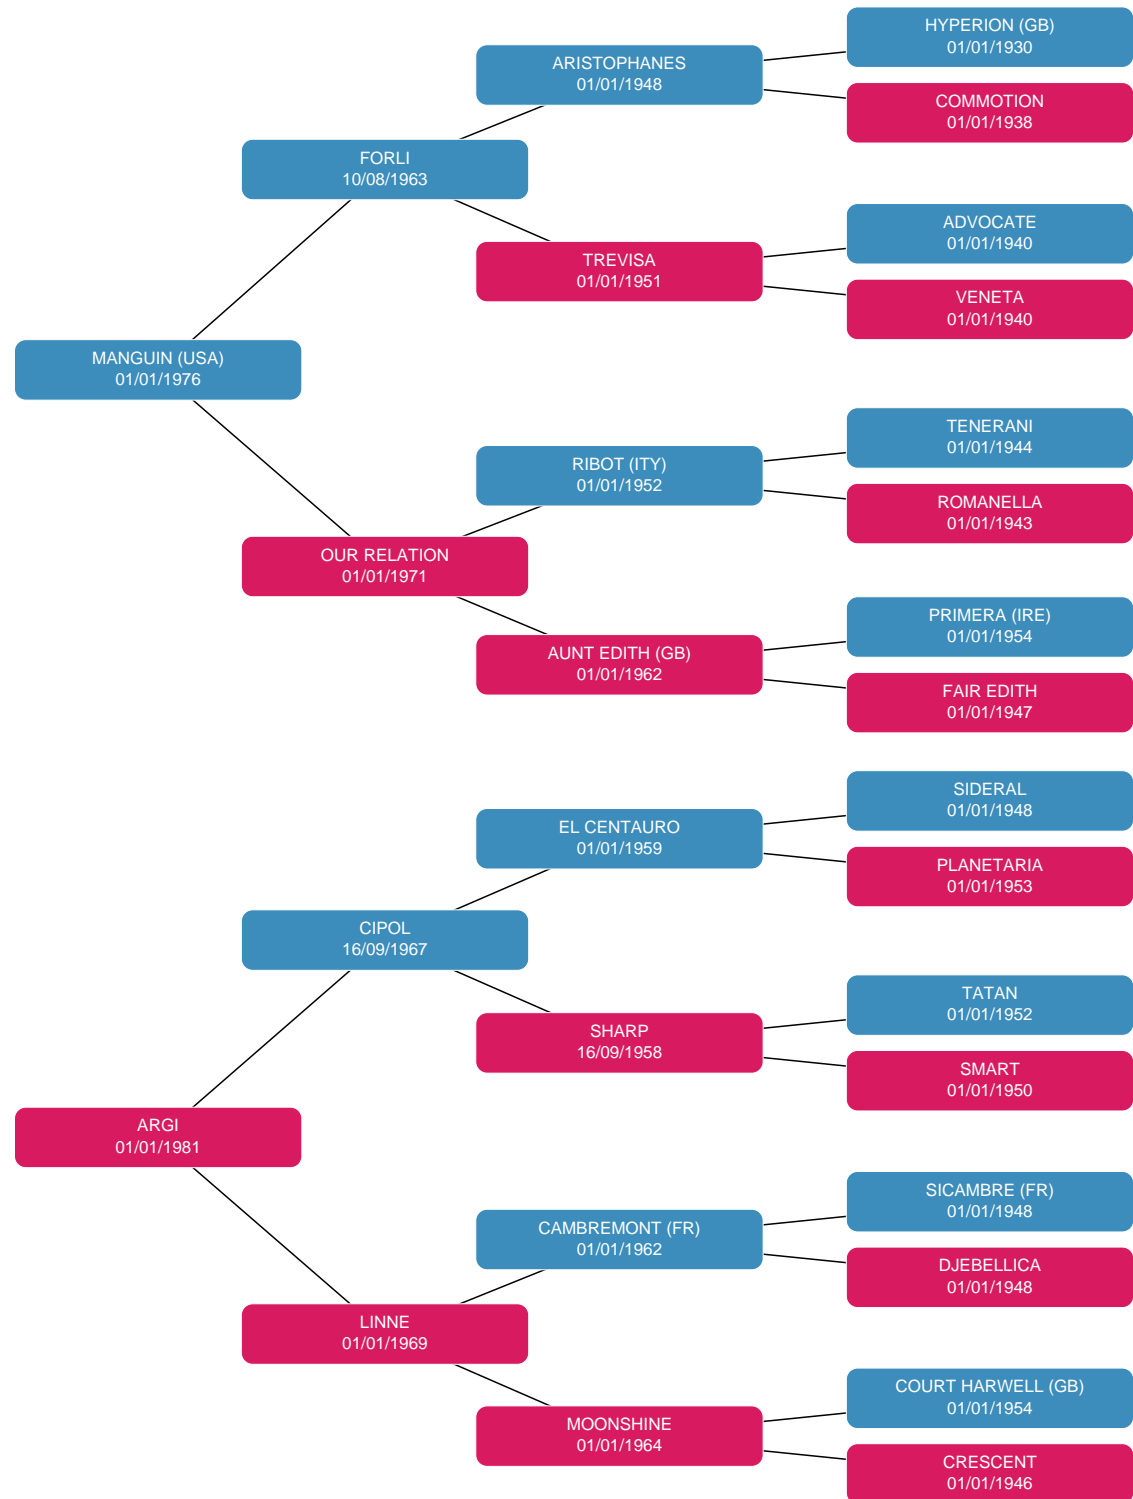 HYPERION (GB)
01/01/1930
ARISTOPHANES
01/01/1948
COMMOTION
01/01/1938
FORLI
10/08/1963
ADVOCATE
01/01/1940
TREVISA
01/01/1951
VENETA
01/01/1940
MANGUIN (USA)
01/01/1976
TENERANI
01/01/1944
RIBOT (ITY)
01/01/1952
ROMANELLA
01/01/1943
OUR RELATION
01/01/1971
PRIMERA (IRE)
01/01/1954
AUNT EDITH (GB)
01/01/1962
FAIR EDITH
01/01/1947
SIDERAL
01/01/1948
EL CENTAURO
01/01/1959
PLANETARIA
01/01/1953
CIPOL
16/09/1967
TATAN
01/01/1952
SHARP
16/09/1958
SMART
01/01/1950
ARGI
01/01/1981
SICAMBRE (FR)
01/01/1948
CAMBREMONT (FR)
01/01/1962
DJEBELLICA
01/01/1948
LINNE
01/01/1969
COURT HARWELL (GB)
01/01/1954
MOONSHINE
01/01/1964
CRESCENT
01/01/1946